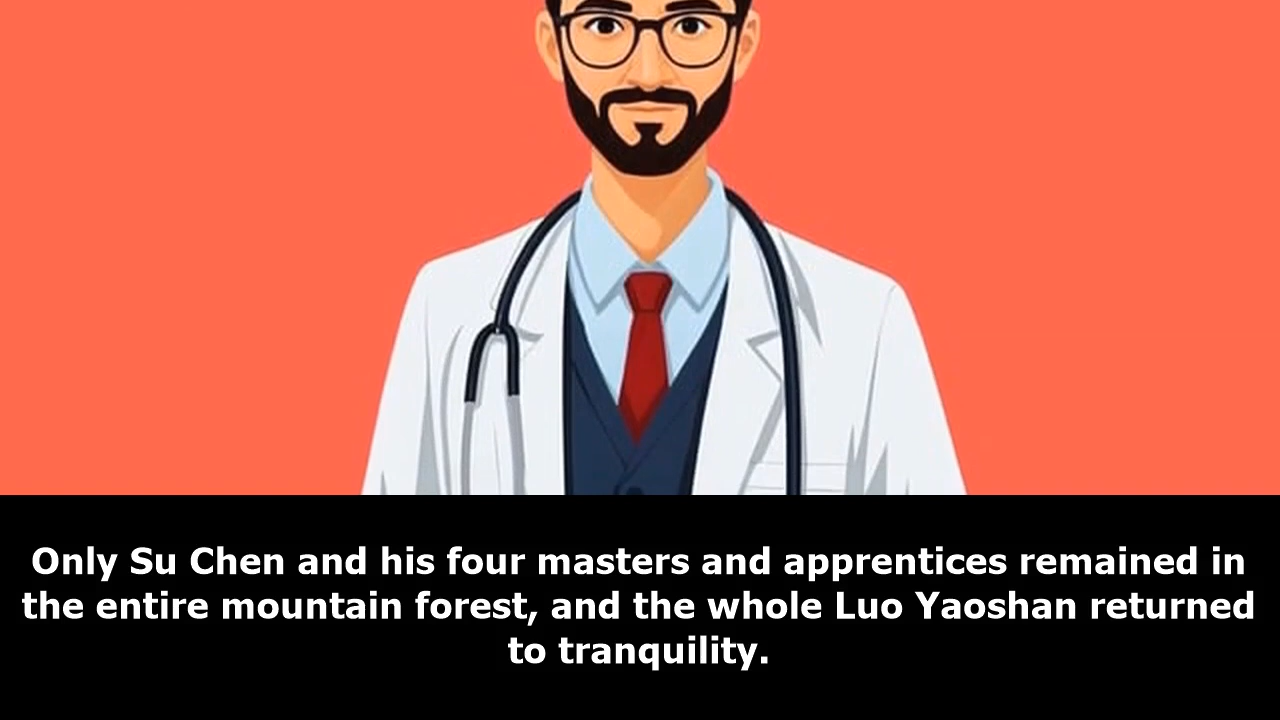 Only Su Chen and his four masters and apprentices remained in
the entire mountain forest, and the whole Luo Yaoshan returned
to tranquility.